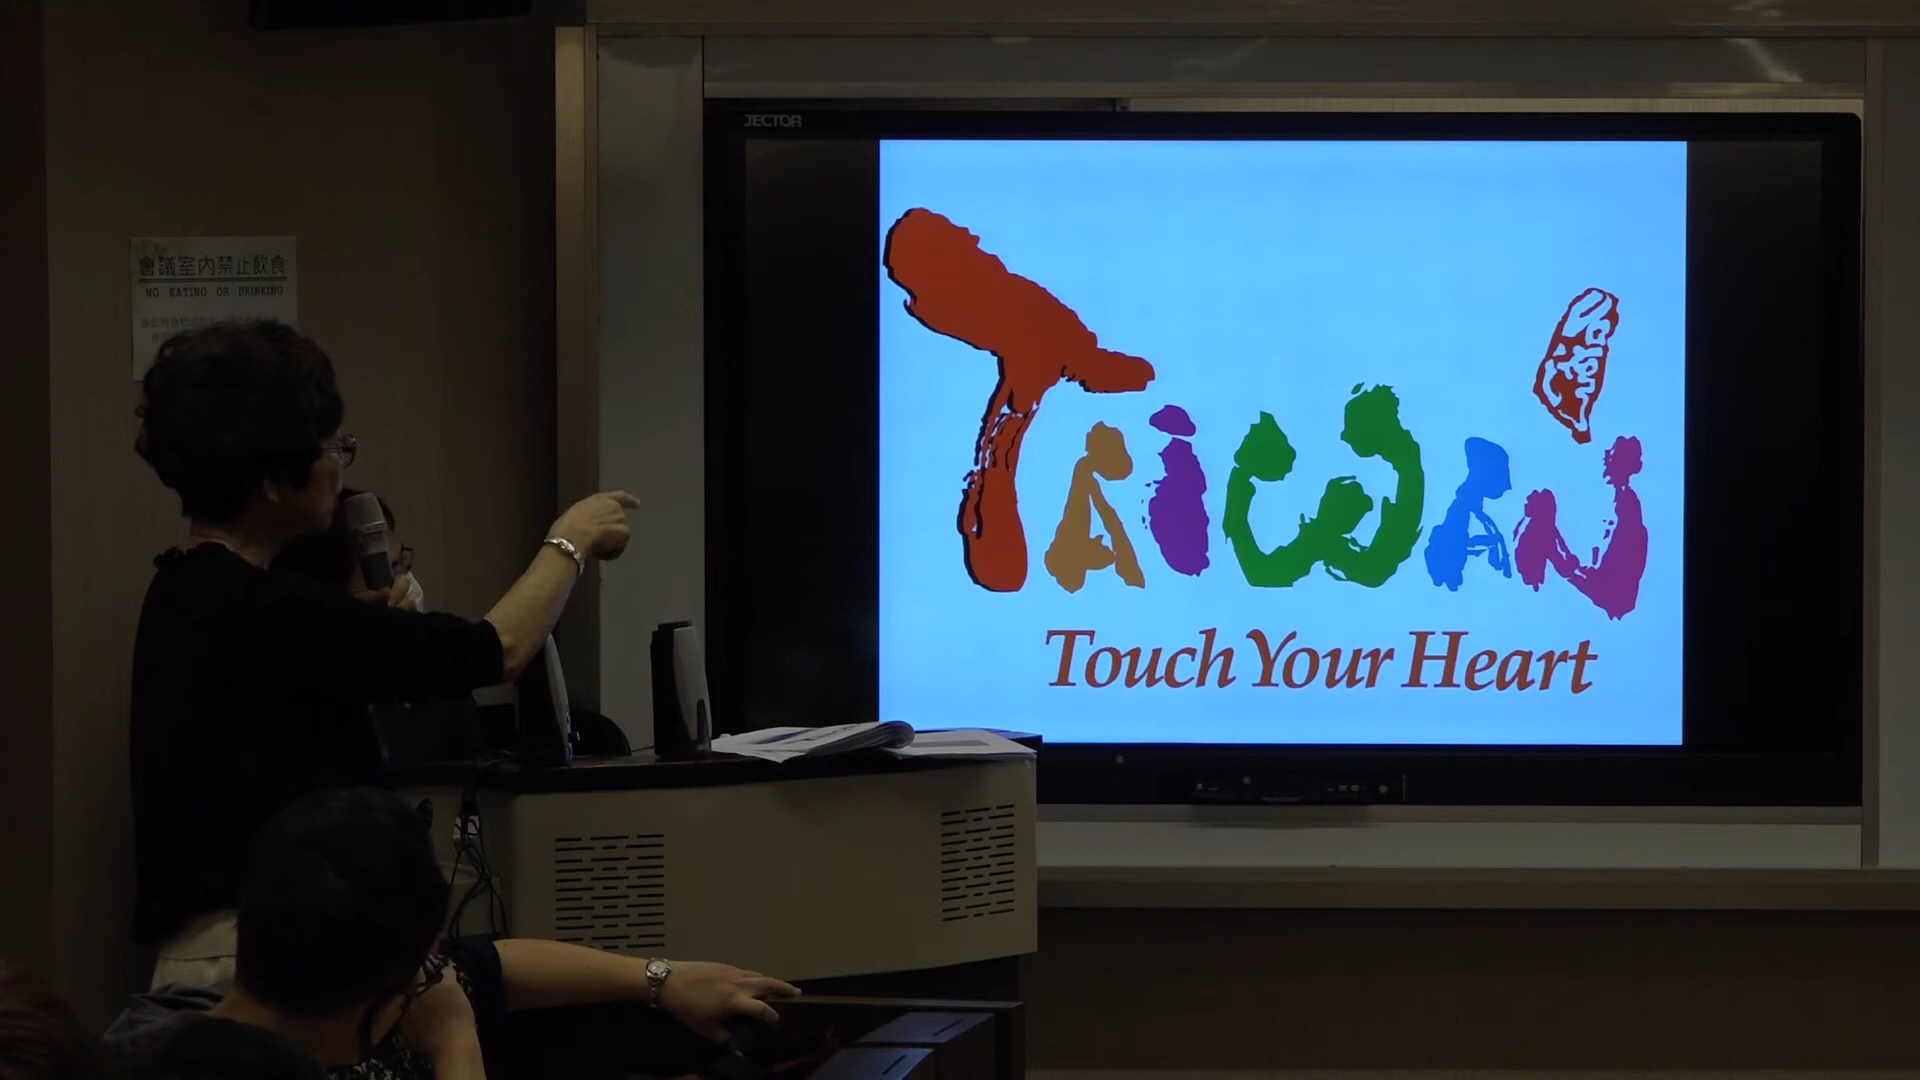 JECTOR
會議室內禁止飲食
NO EATING OR DRINKING
台灣
TAIWAN
Touch Your Heart